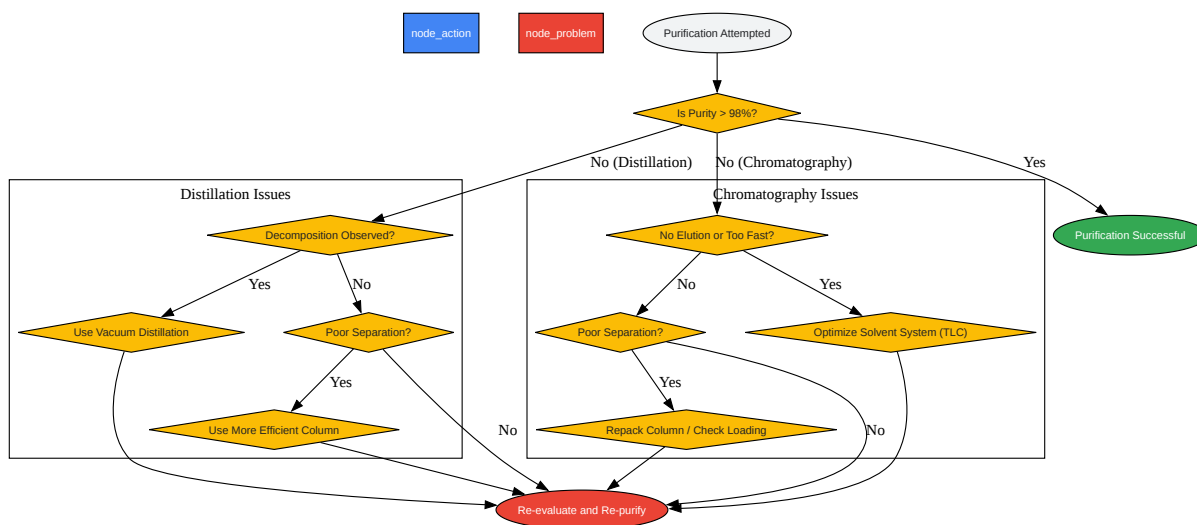 node_action
node_problem
Purification Attempted
Is Purity > 98%?
No (Distillation)
No (Chromatography)
Yes
Distillation Issues
Chromatography Issues
Decomposition Observed?
No Elution or Too Fast?
Purification Successful
Yes
No
No
Yes
Use Vacuum Distillation
Poor Separation?
Poor Separation?
Optimize Solvent System (TLC)
Yes
Yes
Use More Efficient Column
No
Repack Column / Check Loading
No
Re-evaluate and Re-purify